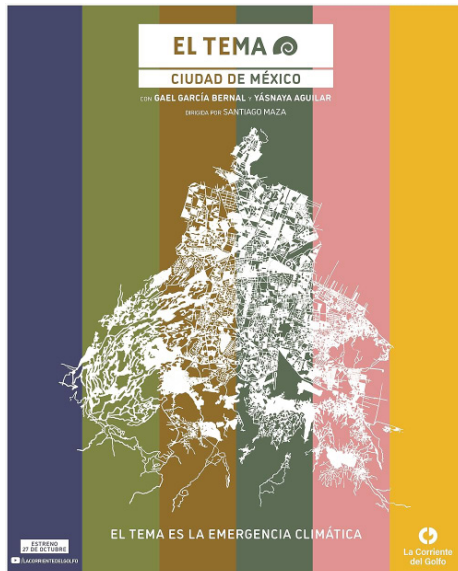 EL TEMA
CIUDAD DE MÉXICO
CON GAEL GARCÍA BERNAL Y YÁSNAYA AGUILAR
DIRIGIDA POR SANTIAGO MAZA
EL TEMA ES LA EMERGENCIA CLIMÁTICA
ESTRENO
27 DE OCTUBRE
/LACORRIENTEDELGOLFO
La Corriente
del Golfo